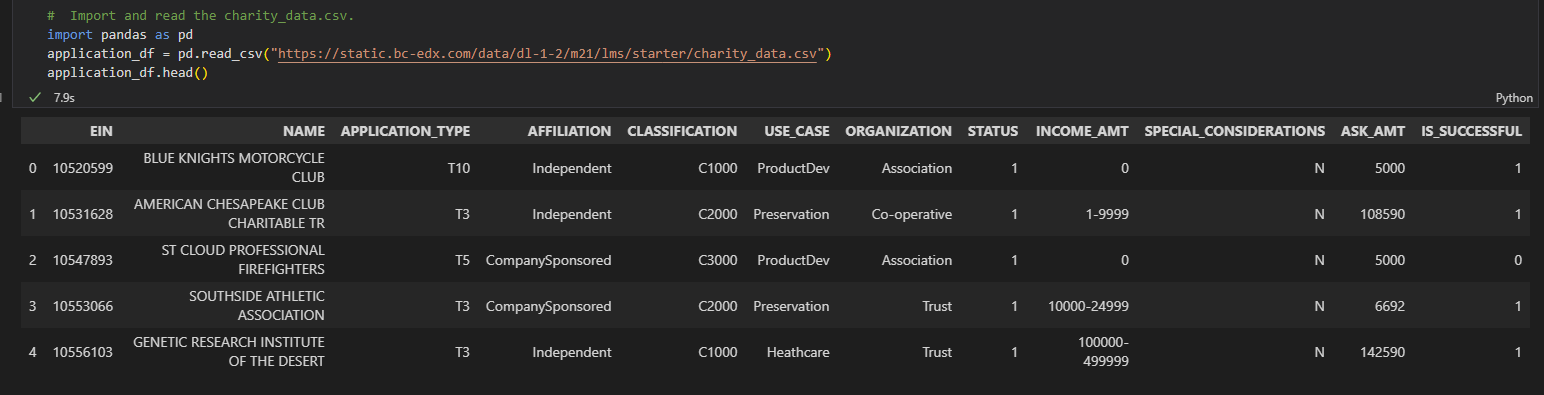 # Import and read the charity_data.csv.
import pandas as pd
application_df = pd.read_csv("https://static.bc-edx.com/data/dl-1-2/m21/lms/starter/charity_data.csv")
application_df.head()
7.9s
Python
EIN NAME APPLICATION_TYPE AFFILIATION CLASSIFICATION USE_CASE ORGANIZATION STATUS INCOME_AMT SPECIAL_CONSIDERATIONS ASK_AMT IS_SUCCESSFUL
0 10520599 BLUE KNIGHTS MOTORCYCLE
CLUB T10 Independent C1000 ProductDev Association 1 0 N 5000 1
1 10531628 AMERICAN CHESAPEAKE CLUB
CHARITABLE TR T3 Independent C2000 Preservation Co-operative 1 1-9999 N 108590 1
2 10547893 ST CLOUD PROFESSIONAL
FIREFIGHTERS T5 CompanySponsored C3000 ProductDev Association 1 0 N 5000 0
3 10553066 SOUTHSIDE ATHLETIC
ASSOCIATION T3 CompanySponsored C2000 Preservation Trust 1 10000-24999 N 6692 1
4 10556103 GENETIC RESEARCH INSTITUTE
OF THE DESERT T3 Independent C1000 Heathcare Trust 1 100000-
499999 N 142590 1